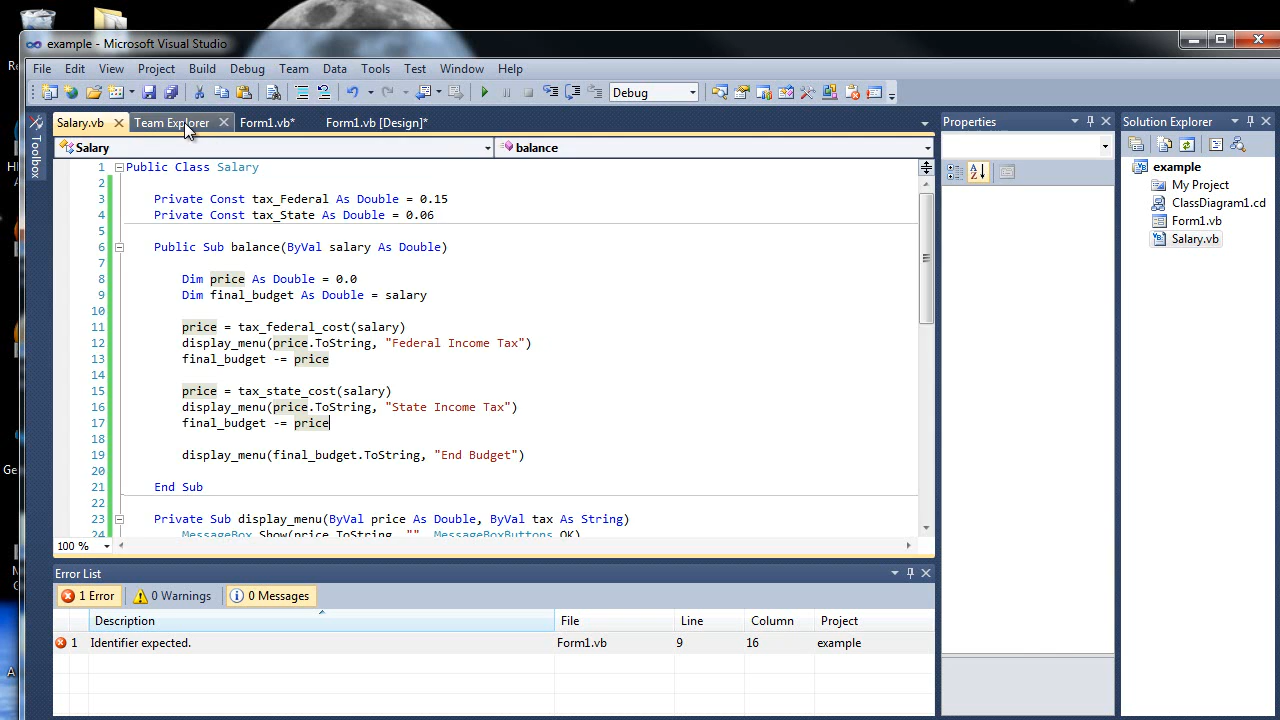 example - Microsoft Visual Studio
File Edit View Project Build Debug Team Data Tools Test Window Help
Debug
Salary.vb Team Explorer Form1.vb* Form1.vb [Design]*
Properties
Solution Explorer
Toolbox
Salary balance
1 Public Class Salary
2
3 Private Const tax_Federal As Double = 0.15
4 Private Const tax_State As Double = 0.06
5
6 Public Sub balance(ByVal salary As Double)
7
8 Dim price As Double = 0.0
9 Dim final_budget As Double = salary
10
11 price = tax_federal_cost(salary)
12 display_menu(price.ToString, "Federal Income Tax")
13 final_budget -= price
14
15 price = tax_state_cost(salary)
16 display_menu(price.ToString, "State Income Tax")
17 final_budget -= price
18
19 display_menu(final_budget.ToString, "End Budget")
20
21 End Sub
22
23 Private Sub display_menu(ByVal price As Double, ByVal tax As String)
24 MessageBox.Show(price.ToString, "", MessageBoxButtons.OK)
100 %
example
My Project
ClassDiagram1.cd
Form1.vb
Salary.vb
Error List
1 Error 0 Warnings 0 Messages
Description File Line Column Project
1 Identifier expected. Form1.vb 9 16 example